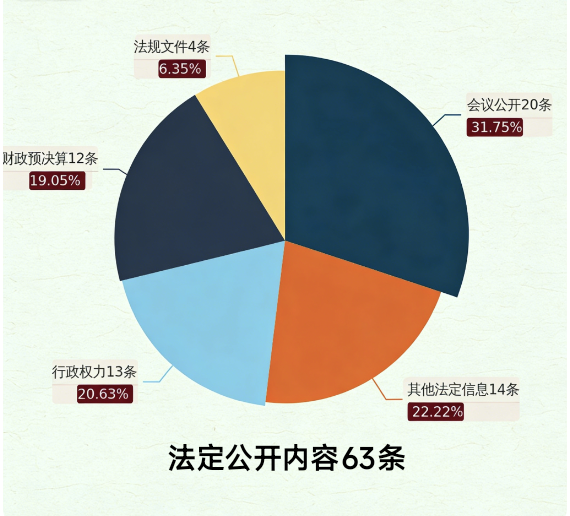 法规文件4条
6.35%
会议公开20条
31.75%
财政预决算12条
19.05%
行政权力13条
20.63%
其他法定信息14条
22.22%
法定公开内容63条